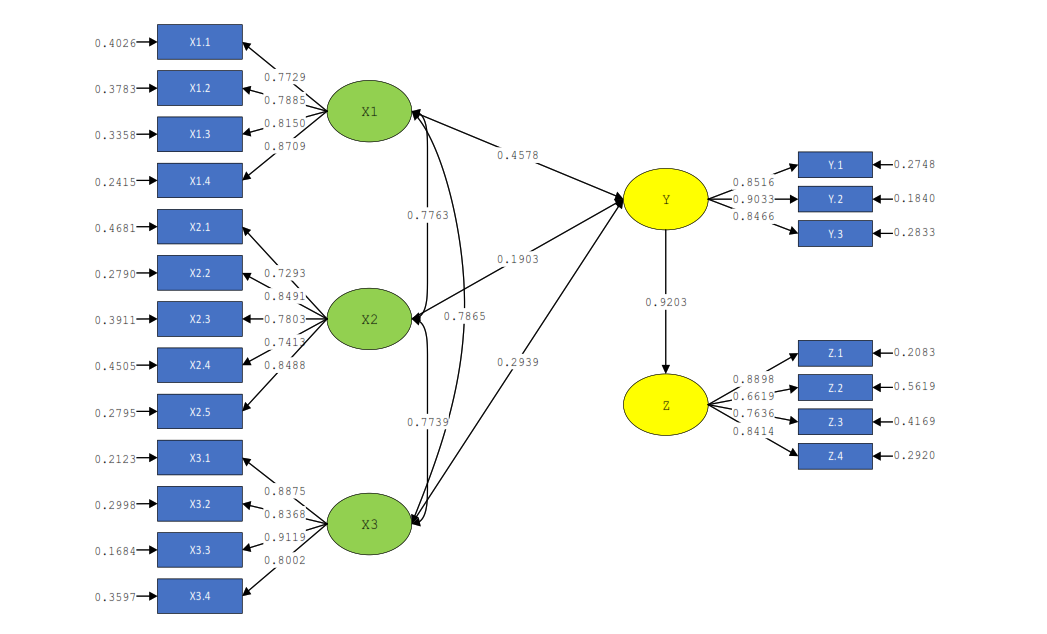 0.4026 X1.1
0.7729
0.3783 X1.2
0.7885
0.3358 X1.3
0.8150
0.2415 X1.4
0.8709
X1
0.4681 X2.1
0.7293
0.2790 X2.2
0.8491
0.3911 X2.3
0.7803
0.4505 X2.4
0.7413
0.2795 X2.5
0.8488
X2
0.2123 X3.1
0.8875
0.2998 X3.2
0.8368
0.1684 X3.3
0.9119
0.3597 X3.4
0.8002
X3
0.7763
0.7865
0.7739
0.4578
0.1903
0.2939
Y
0.9203
Z
0.8516
0.9033
0.8466
Y.1 0.2748
Y.2 0.1840
Y.3 0.2833
0.8898
0.6619
0.7636
0.8414
Z.1 0.2083
Z.2 0.5619
Z.3 0.4169
Z.4 0.2920